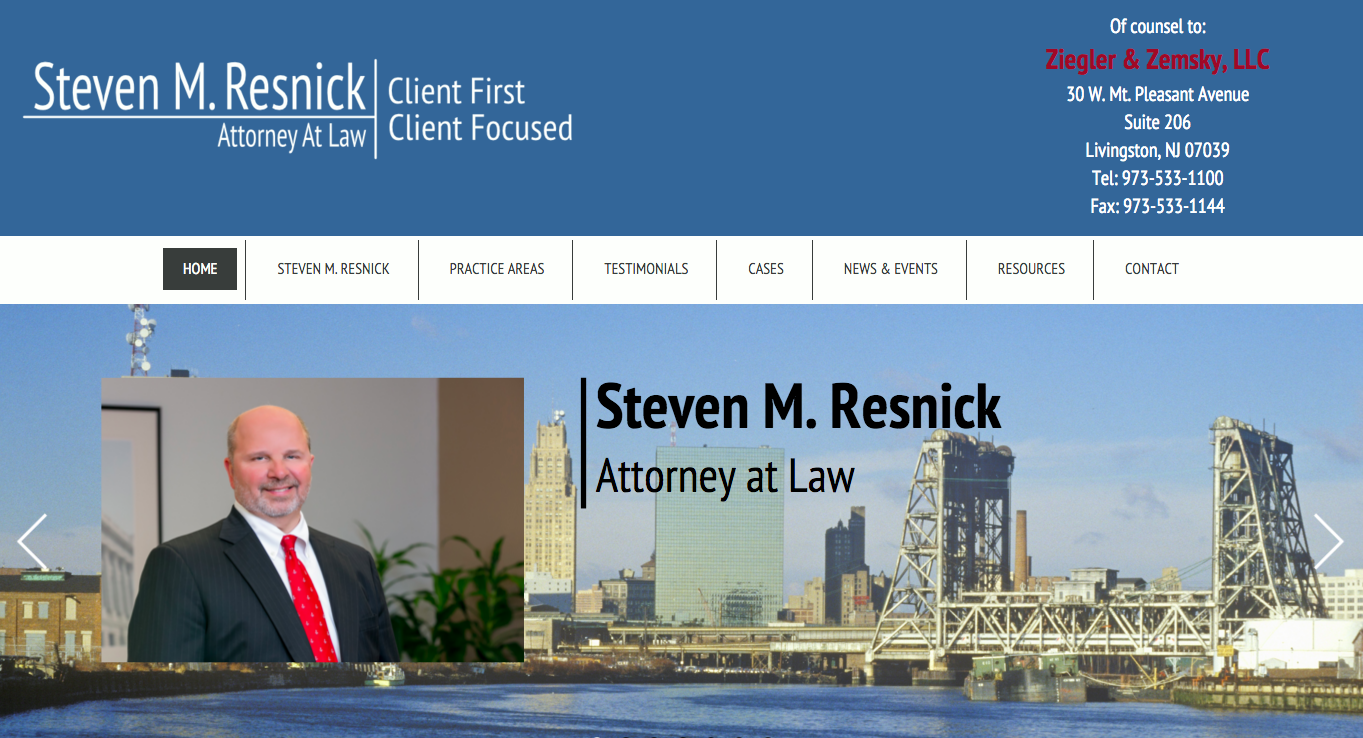 Steven M. Resnick
Attorney At Law
Client First
Client Focused
Of counsel to:
Ziegler & Zemsky, LLC
30 W. Mt. Pleasant Avenue
Suite 206
Livingston, NJ 07039
Tel: 973-533-1100
Fax: 973-533-1144
HOME STEVEN M. RESNICK PRACTICE AREAS TESTIMONIALS CASES NEWS & EVENTS RESOURCES CONTACT
Steven M. Resnick
Attorney at Law